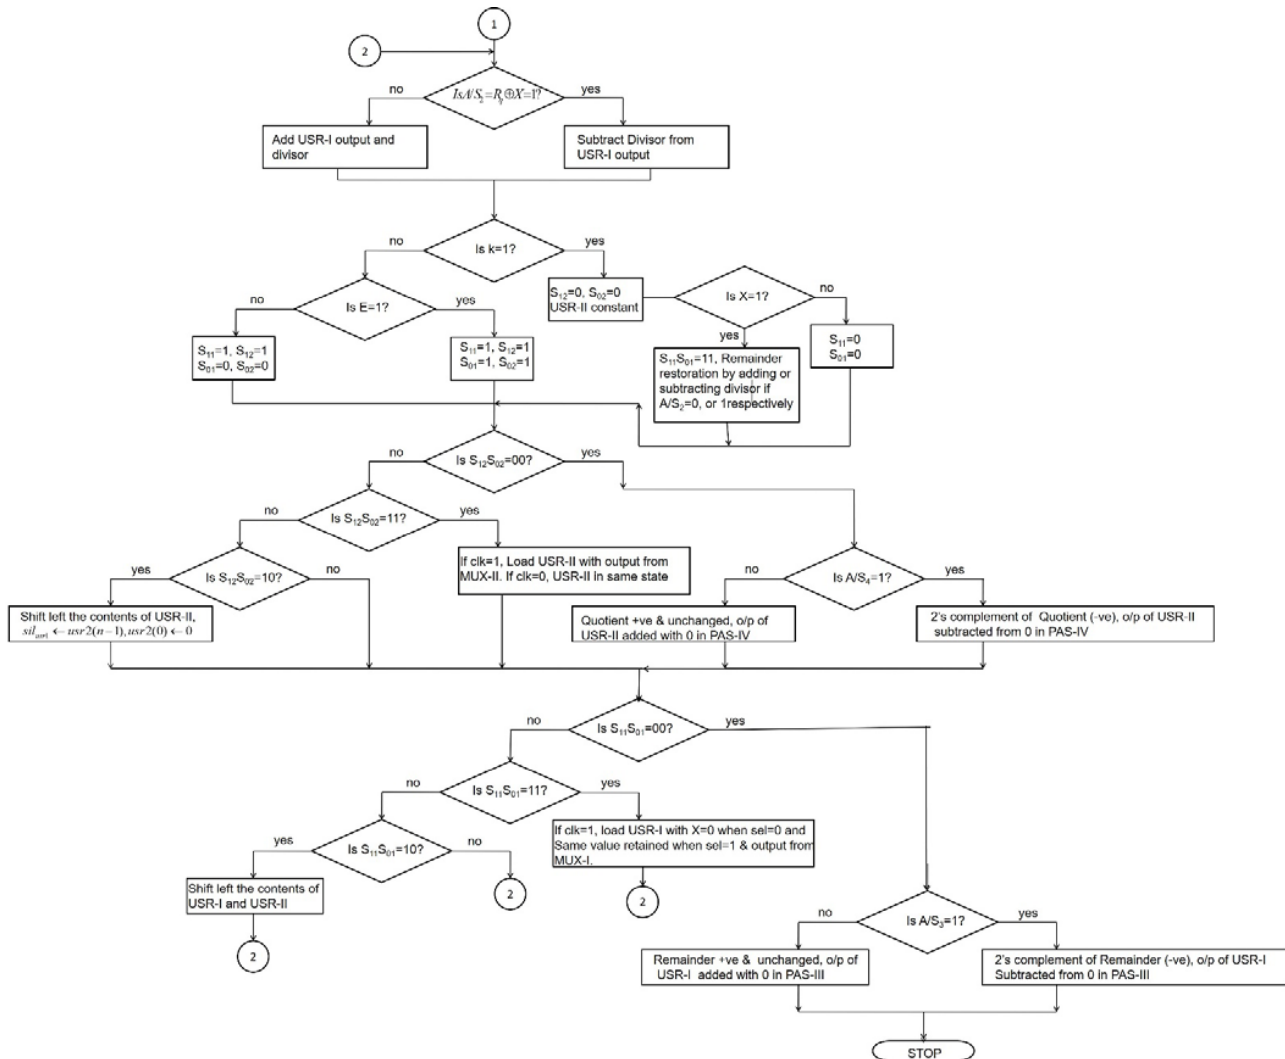 1
2
no
IsA/S₂=Rᵧ⊕X=1?
yes
Add USR-I output and
divisor
Subtract Divisor from
USR-I output
no
Is k=1?
yes
no
Is E=1?
yes
S₁₂=0, S₀₂=0
USR-II constant
Is X=1?
no
yes
S₁₁=1, S₁₂=1
S₀₁=0, S₀₂=0
S₁₁=1, S₁₂=1
S₀₁=1, S₀₂=1
S₁₁S₀₁=11, Remainder
restoration by adding or
subtracting divisor if
A/S₂=0, or 1respectively
S₁₁=0
S₀₁=0
no
Is S₁₂S₀₂=00?
yes
no
Is S₁₂S₀₂=11?
yes
yes
Is S₁₂S₀₂=10?
no
If clk=1, Load USR-II with output from
MUX-II. If clk=0, USR-II in same state
no
Is A/S₄=1?
yes
Shift left the contents of USR-II,
← usr2(n−1),usr2(0) ← 0
Quotient +ve & unchanged, o/p of
USR-II added with 0 in PAS-IV
2's complement of Quotient (-ve), o/p of USR-II
subtracted from 0 in PAS-IV
no
Is S₁₁S₀₁=00?
yes
no
Is S₁₁S₀₁=11?
yes
yes
Is S₁₁S₀₁=10?
no
If clk=1, load USR-I with X=0 when sel=0 and
Same value retained when sel=1 & output from
MUX-I.
Shift left the contents of
USR-I and USR-II
2
2
2
no
Is A/S₃=1?
yes
Remainder +ve & unchanged, o/p of
USR-I added with 0 in PAS-III
2's complement of Remainder (-ve), o/p of USR-I
Subtracted from 0 in PAS-III
STOP